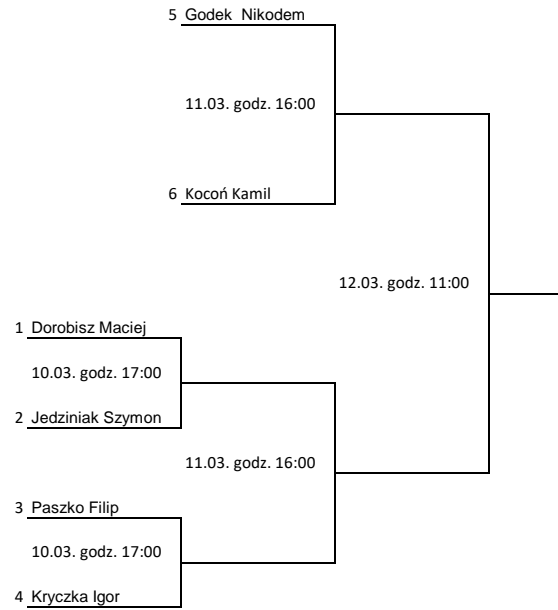 5 Godek Nikodem
11.03. godz. 16:00
6 Kocoń Kamil
12.03. godz. 11:00
1 Dorobisz Maciej
10.03. godz. 17:00
2 Jedziniak Szymon
11.03. godz. 16:00
3 Paszko Filip
10.03. godz. 17:00
4 Kryczka Igor